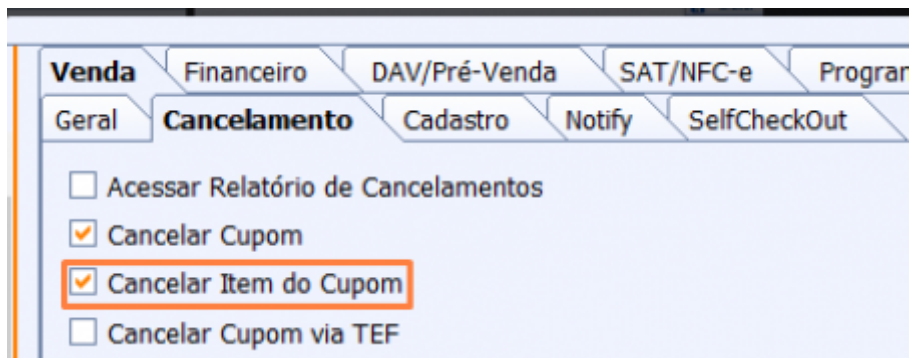 Venda Financeiro DAV/Pré-Venda SAT/NFC-e
Geral Cancelamento Cadastro Notify SelfCheckOut
Acessar Relatório de Cancelamentos
Cancelar Cupom
Cancelar Item do Cupom
Cancelar Cupom via TEF